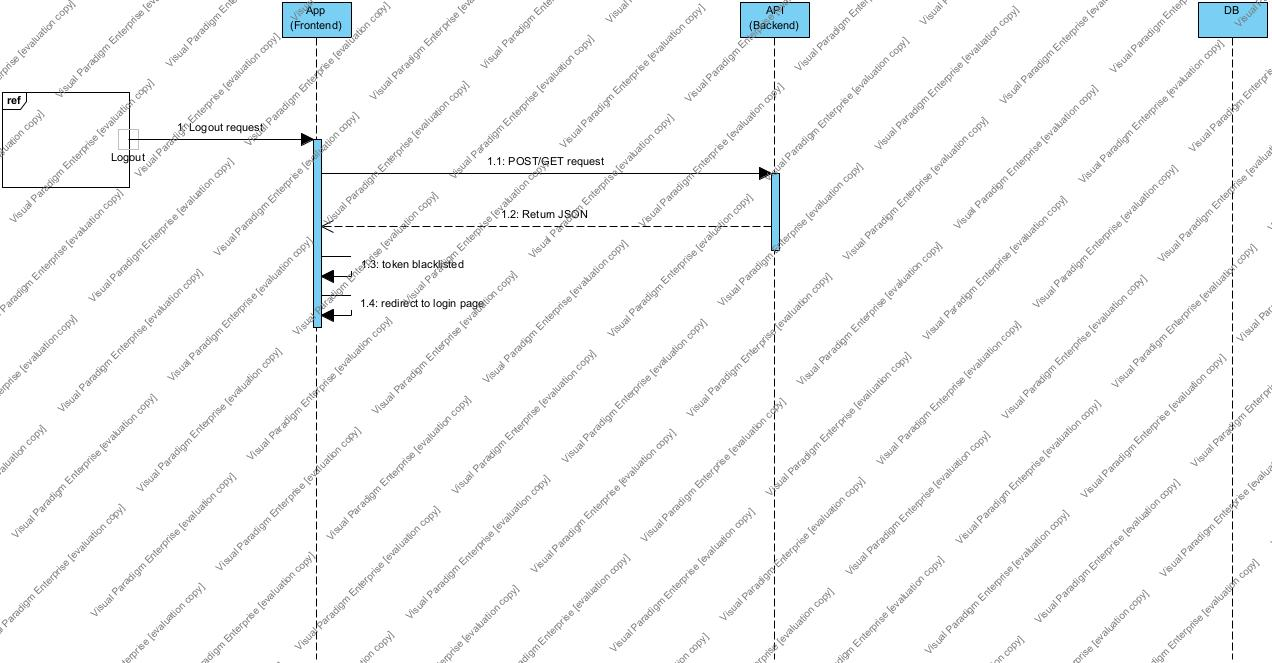 App
(Frontend)
API
(Backend)
DB
ref
1: Logout request
Logout
1.1: POST/GET request
1.2: Return JSON
1.3: token blacklisted
1.4: redirect to login page
Visual Paradigm Enterprise [evaluation copy]